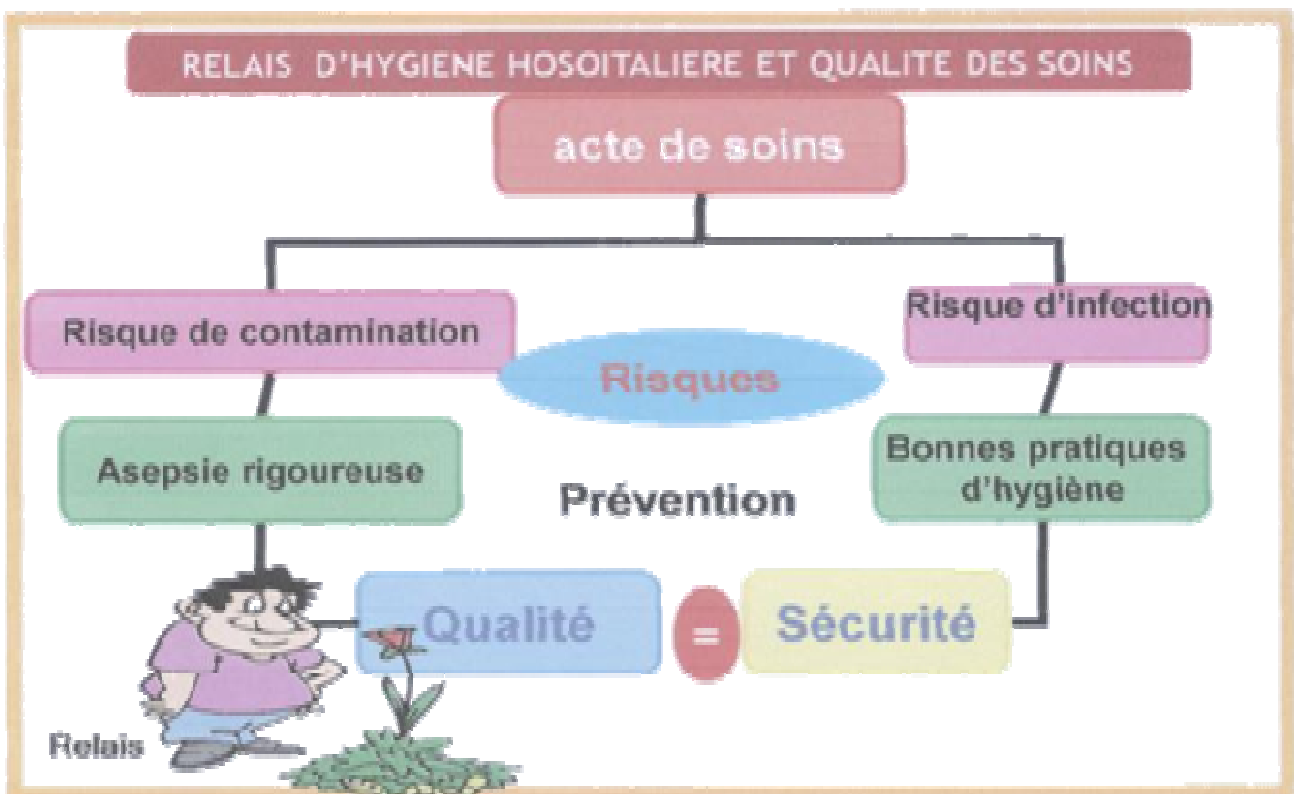 RELAIS D'HYGIENE HOSOITALIERE ET QUALITE DES SOINS
acte de soins
Risque de contamination
Risque d'infection
Risques
Asepsie rigoureuse
Bonnes pratiques
d'hygiène
Prévention
Qualité
=
Sécurité
Relais